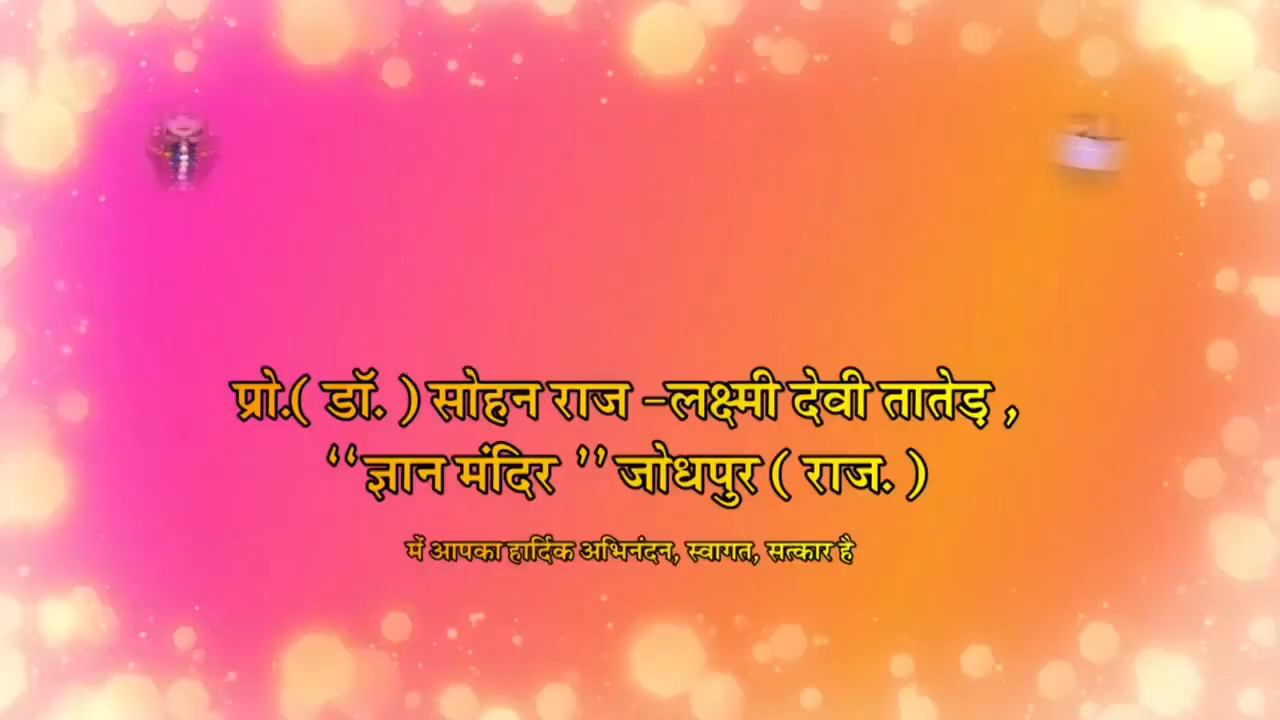 प्रो.( डॉ. ) सोहन राज -लक्ष्मी देवी तातेड़ ,
‘‘ज्ञान मंदिर ’’ जोधपुर ( राज. )
में आपका हार्दिक अभिनंदन, स्वागत, सत्कार है